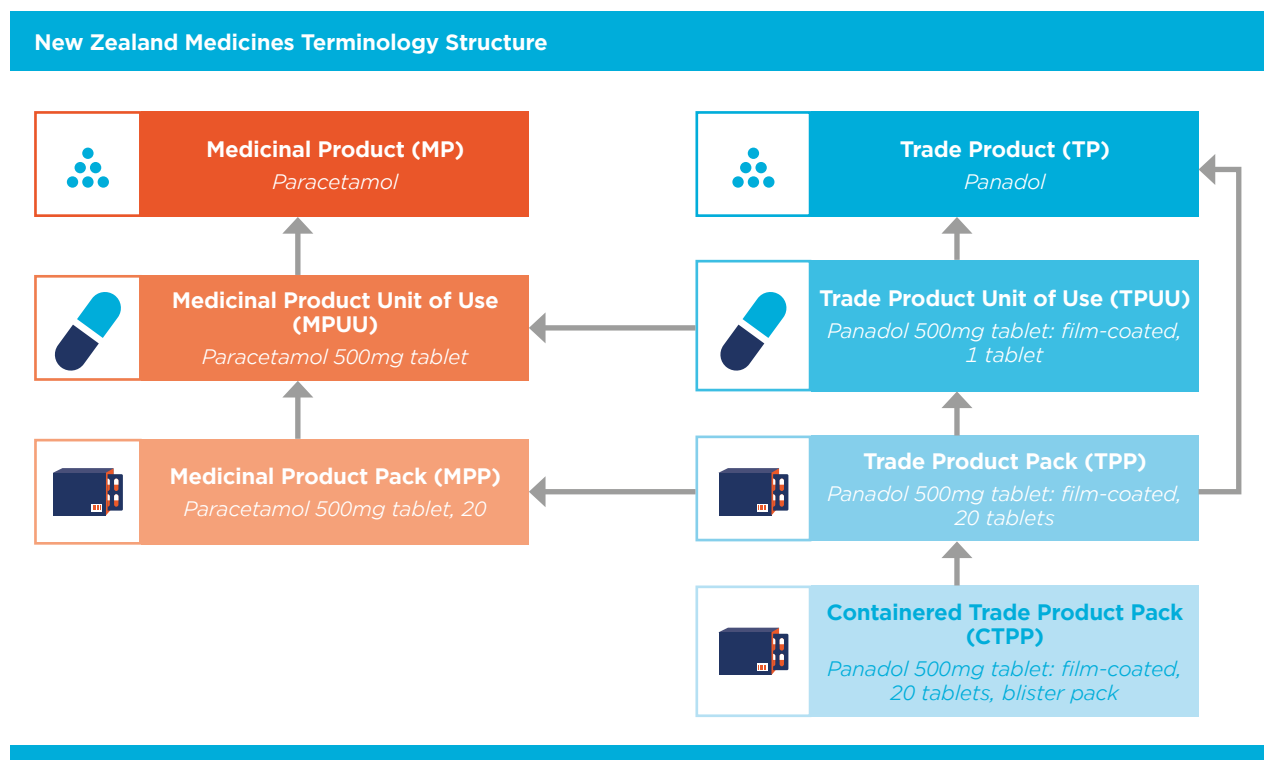 New Zealand Medicines Terminology Structure
Medicinal Product (MP)
Paracetamol
Trade Product (TP)
Panadol
Medicinal Product Unit of Use
(MPUU)
Paracetamol 500mg tablet
Trade Product Unit of Use (TPUU)
Panadol 500mg tablet: film-coated,
1 tablet
Medicinal Product Pack (MPP)
Paracetamol 500mg tablet, 20
Trade Product Pack (TPP)
Panadol 500mg tablet: film-coated,
20 tablets
Containered Trade Product Pack
(CTPP)
Panadol 500mg tablet: film-coated,
20 tablets, blister pack